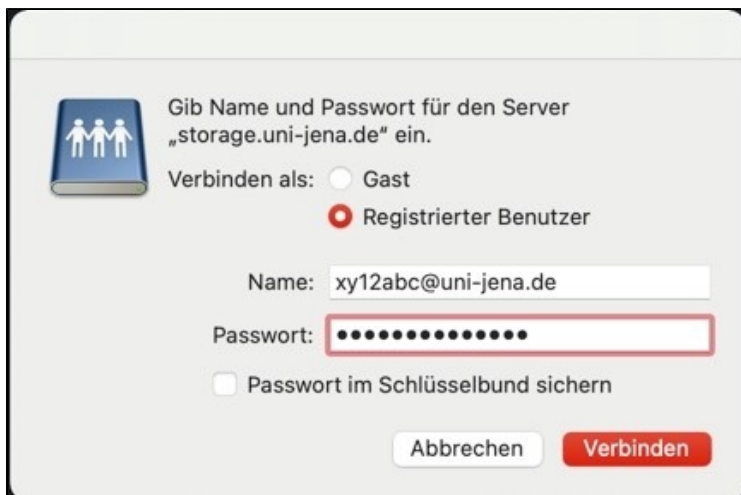 Gib Name und Passwort für den Server
„storage.uni-jena.de“ ein.
Verbinden als: Gast
Registrierter Benutzer
Name: xy12abc@uni-jena.de
Passwort: ••••••••••••••
Passwort im Schlüsselbund sichern
Abbrechen Verbinden